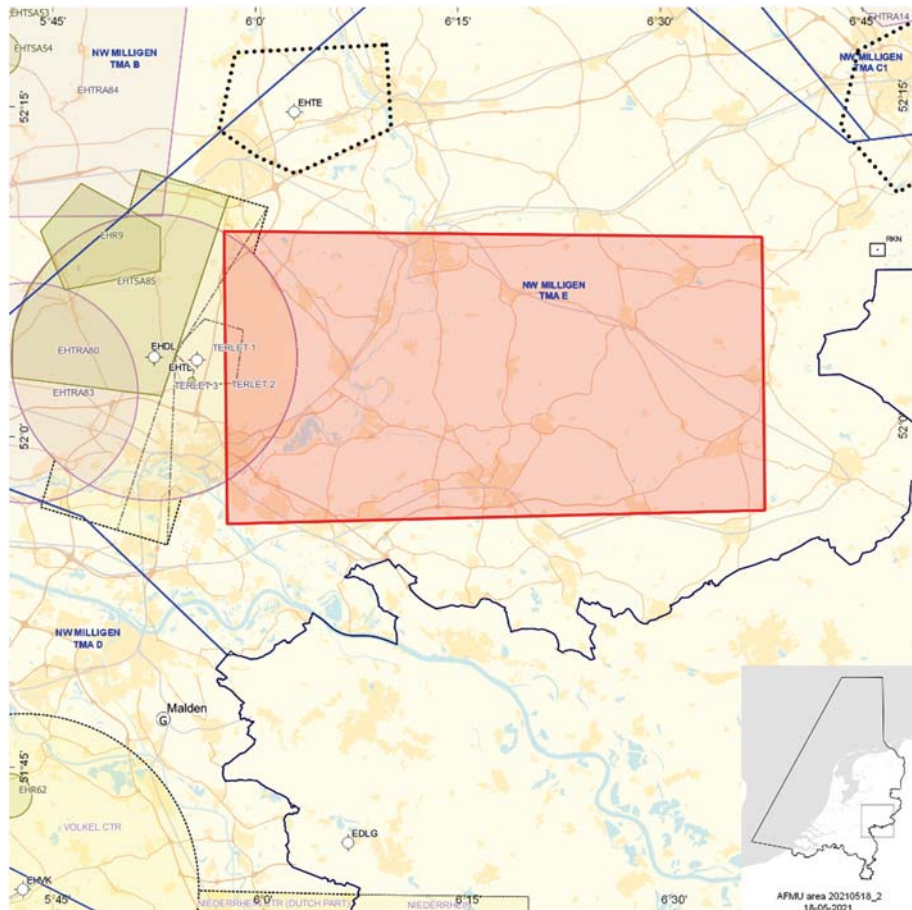 5°45'
6°0'
6°15'
6°30'
6°45'
EHTSA53
EHTSA54
NW MILLIGEN
TMA B
EHTRA84
EHTE
EHTRA14
NW MILLIGEN
TMA C1
52°15'
52°15'
EHR9
EHTSA85
RKN
NW MILLIGEN
TMA E
EHTRA80
EHDL
EHTL
TERLET 1
TERLET 3
TERLET 2
EHTRA83
52°0'
52°0'
NW MILLIGEN
TMA D
Malden
G
51°45'
EHR62
VOLKEL CTR
EDLG
EHVK
5°45'
6°0'
NIEDERRHEIN CTR (DUTCH PART)
6°15'
6°30'
AFMU area 20210518_2
18-05-2021